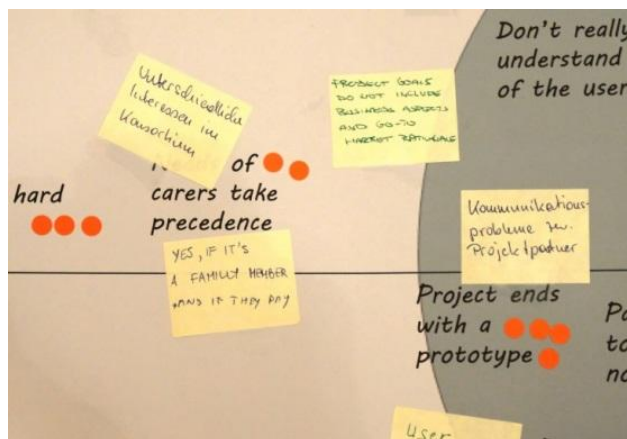 Don't really
understand
of the user
Unterschiedliche
Interessen im
Konsortium
PROJECT GOALS
DO NOT INCLUDE
BUSINESS ASPECTS
AND GO-TO
MARKET RATIONALE
of
carers take
precedence
hard
Kommunikations-
probleme zw.
Projektpartner
YES, IF IT'S
A FAMILY MEMBER
AND IF THEY PAY
Project ends
with a
prototype
to
no
User